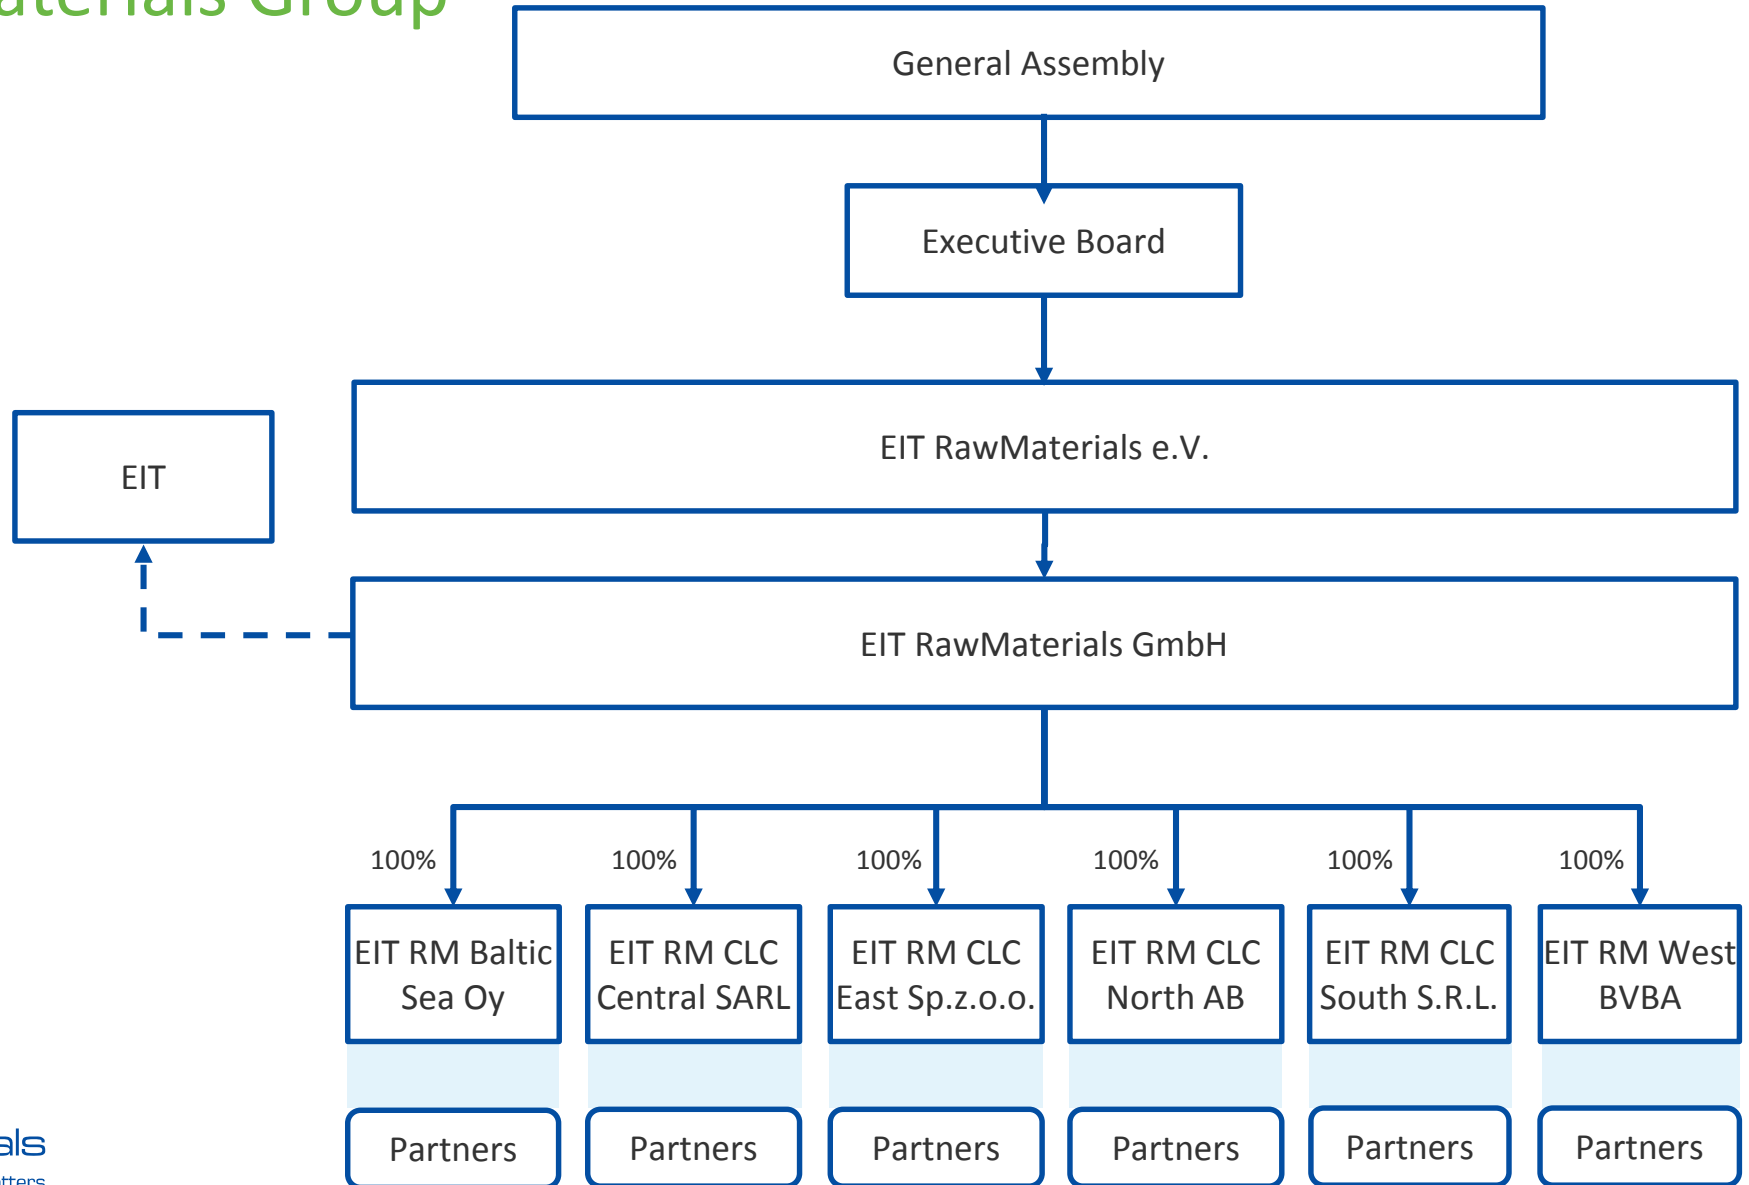 Group
General Assembly
Executive Board
EIT RawMaterials e.V.
EIT
EIT RawMaterials GmbH
100% 100% 100% 100% 100% 100%
EIT RM Baltic
Sea Oy
EIT RM CLC
Central SARL
EIT RM CLC
East Sp.z.o.o.
EIT RM CLC
North AB
EIT RM CLC
South S.R.L.
EIT RM West
BVBA
Partners Partners Partners Partners Partners Partners